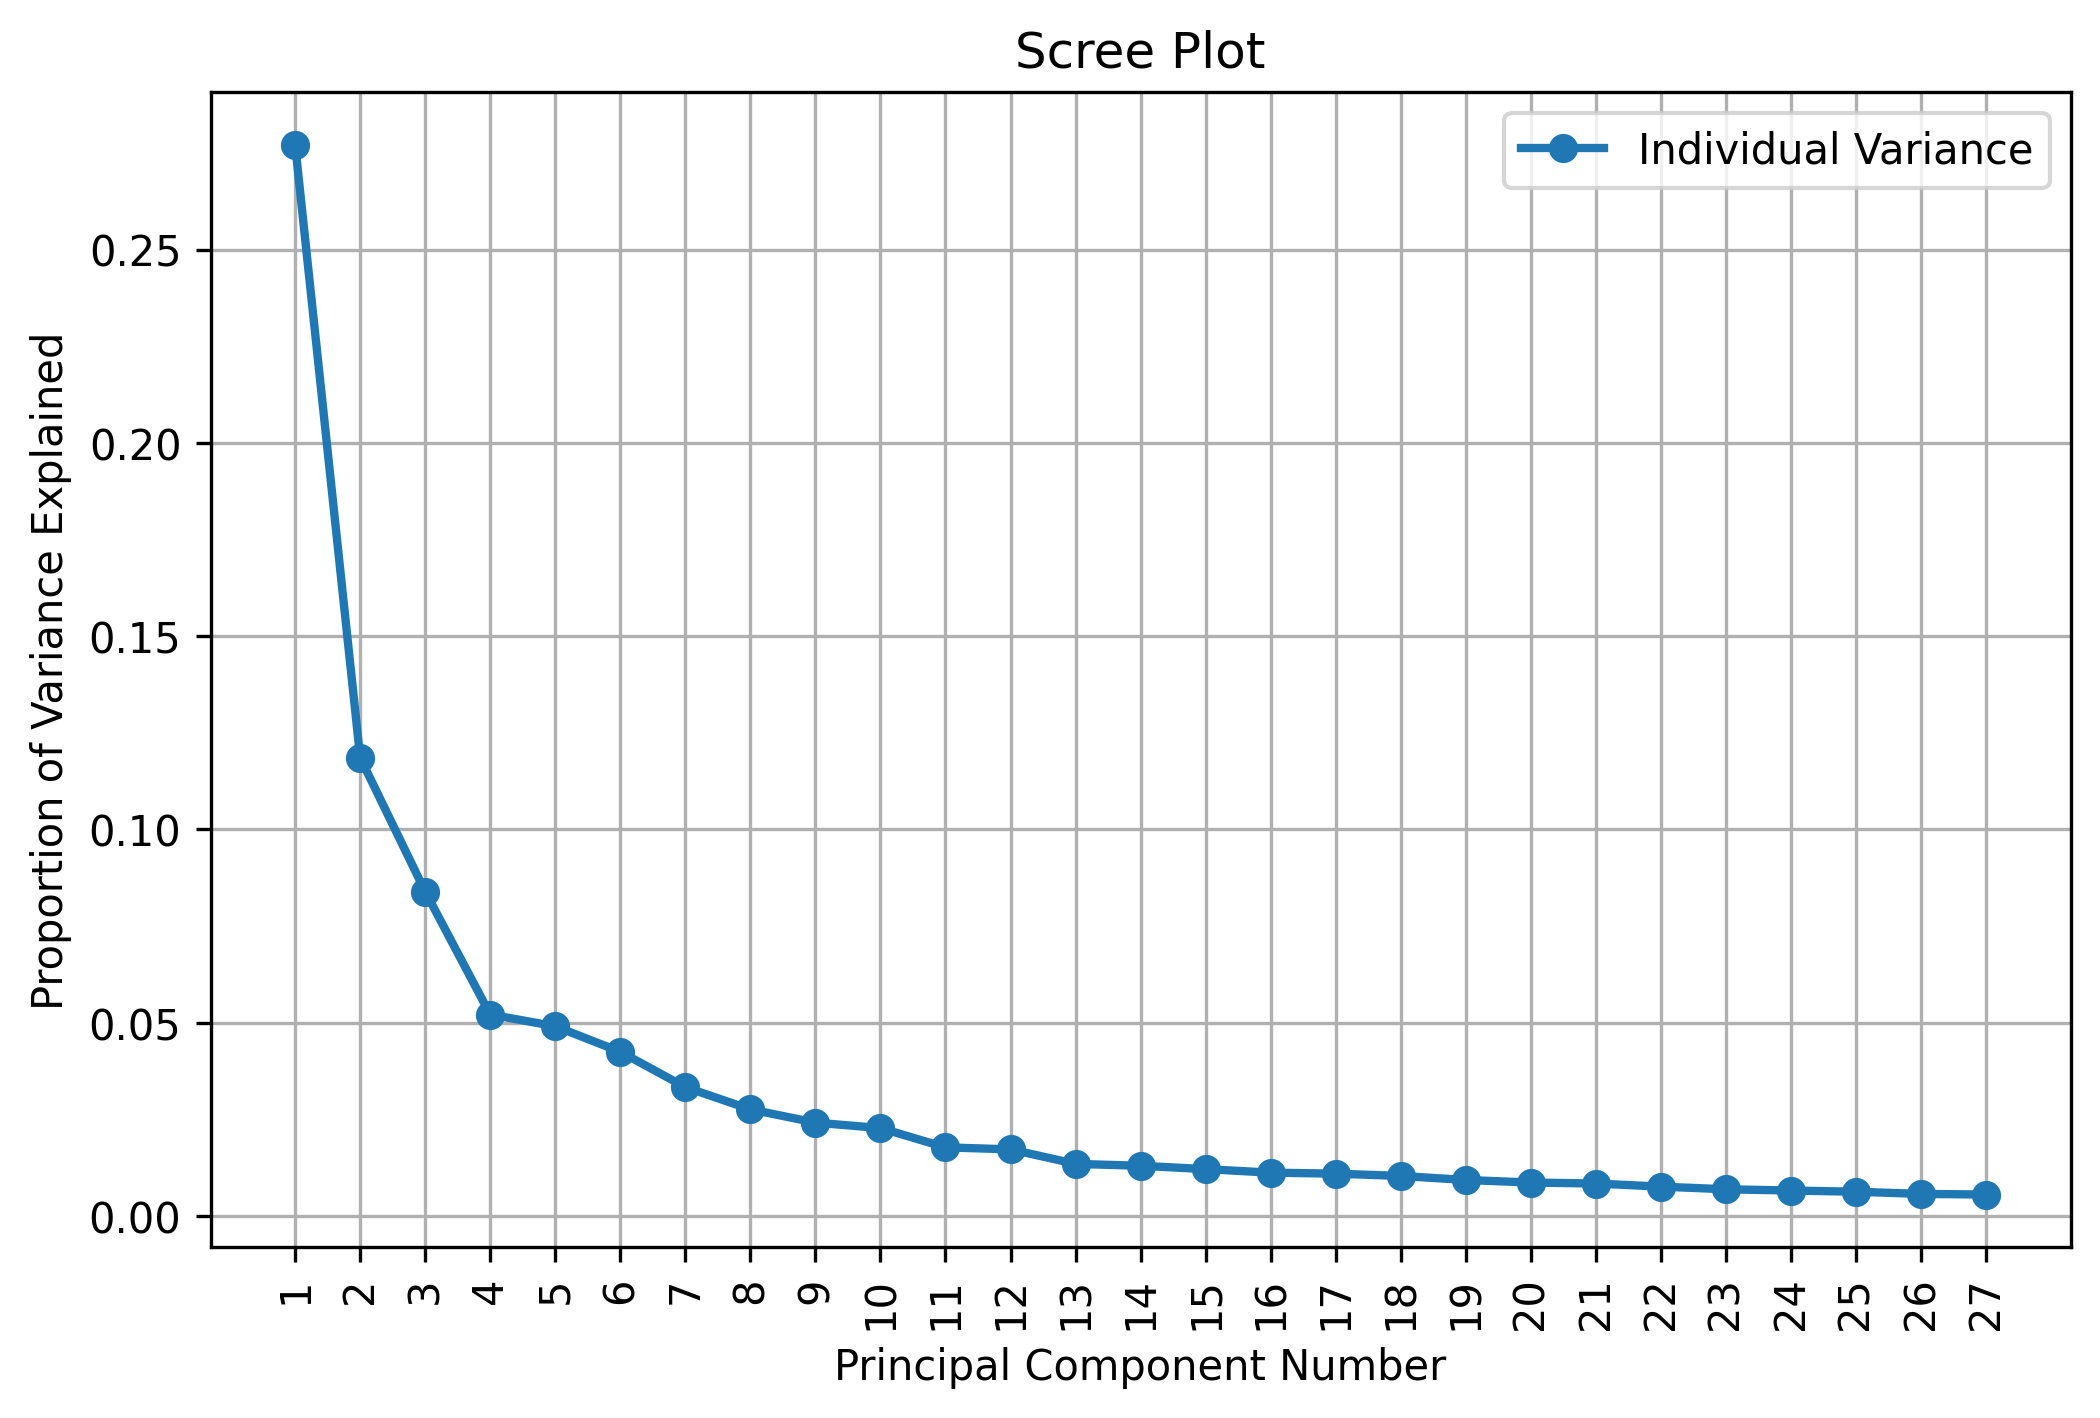 Scree Plot
Individual Variance
Proportion of Variance Explained
0.25
0.20
0.15
0.10
0.05
0.00
1 2 3 4 5 6 7 8 9 10 11 12 13 14 15 16 17 18 19 20 21 22 23 24 25 26 27
Principal Component Number